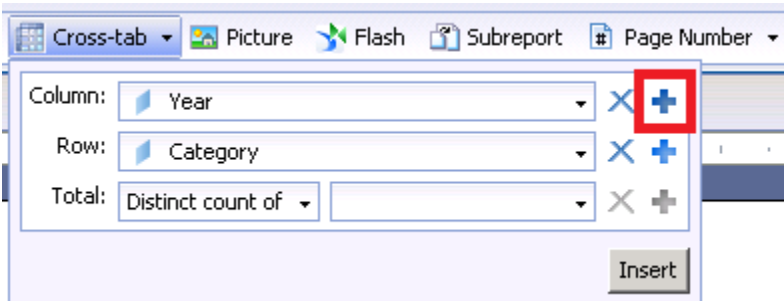 Cross-tab Picture Flash Subreport # Page Number
Column: Year
Row: Category
Total: Distinct count of
Insert